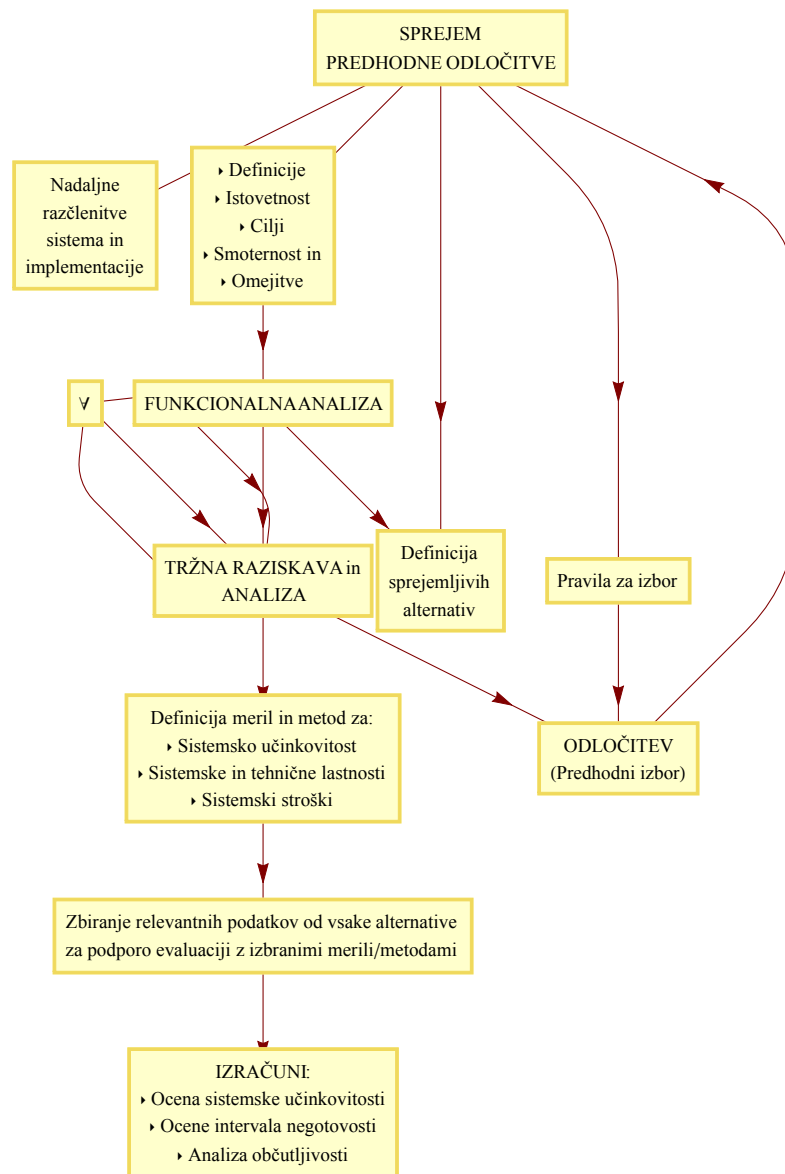 SPREJEM
PREDHODNE ODLOČITVE
Nadaljne
razčlenitve
sistema in
implementacije
‣ Definicije
‣ Istovetnost
‣ Cilji
‣ Smoternost in
‣ Omejitve
∀
FUNKCIONALNAANALIZA
TRŽNA RAZISKAVA in
ANALIZA
Definicija
sprejemljivih
alternativ
Pravila za izbor
Definicija meril in metod za:
‣ Sistemsko učinkovitost
‣ Sistemske in tehnične lastnosti
‣ Sistemski stroški
ODLOČITEV
(Predhodni izbor)
Zbiranje relevantnih podatkov od vsake alternative
za podporo evaluaciji z izbranimi merili/metodami
IZRAČUNI:
‣ Ocena sistemske učinkovitosti
‣ Ocene intervala negotovosti
‣ Analiza občutljivosti